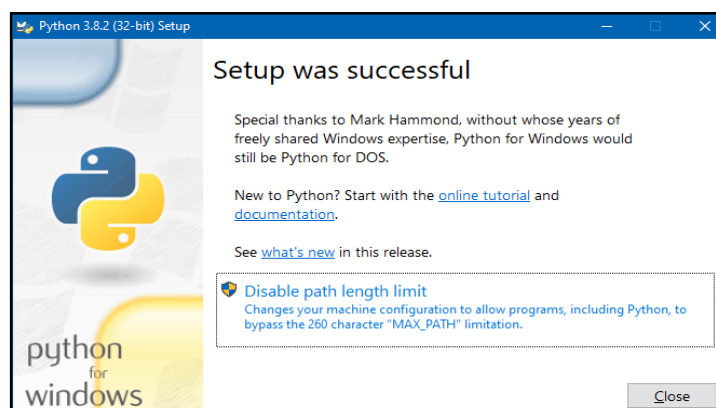 Python 3.8.2 (32-bit) Setup
Setup was successful
Special thanks to Mark Hammond, without whose years of
freely shared Windows expertise, Python for Windows would
still be Python for DOS.
New to Python? Start with the online tutorial and
documentation.
See what's new in this release.
Disable path length limit
Changes your machine configuration to allow programs, including Python, to
bypass the 260 character "MAX_PATH" limitation.
python
for
windows
Close